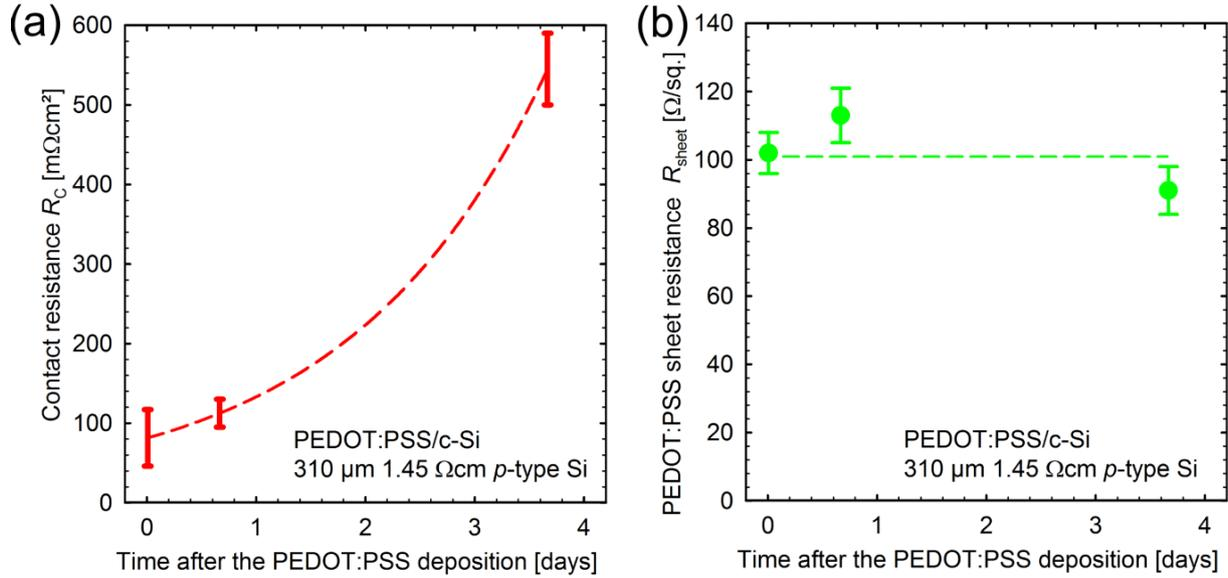 (a)
600
500
400
300
200
100
0
Contact resistance R_C [mΩcm²]
PEDOT:PSS/c-Si
310 µm 1.45 Ωcm p-type Si
0 1 2 3 4
Time after the PEDOT:PSS deposition [days]
(b)
140
120
100
80
60
40
20
0
PEDOT:PSS sheet resistance R_sheet [Ω/sq.]
PEDOT:PSS/c-Si
310 µm 1.45 Ωcm p-type Si
0 1 2 3 4
Time after the PEDOT:PSS deposition [days]